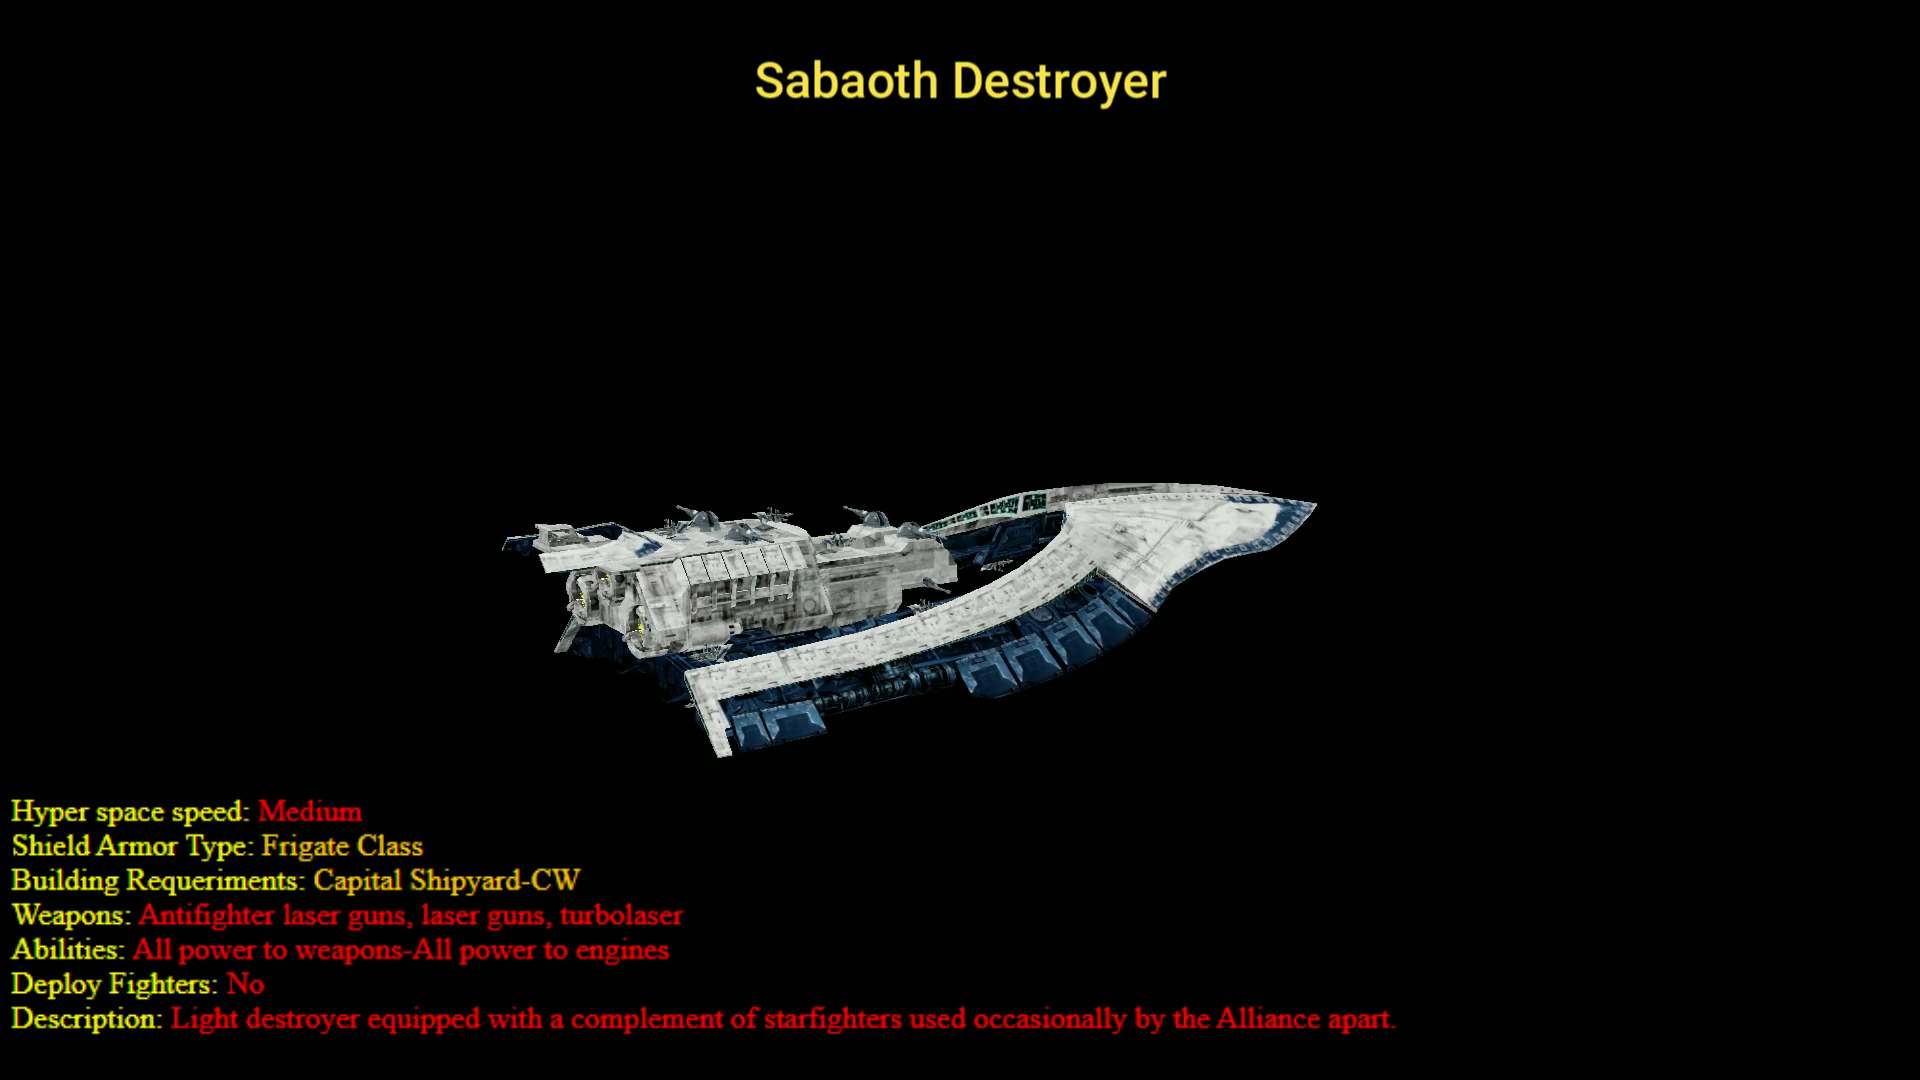 Sabaoth Destroyer
Hyper space speed: Medium
Shield Armor Type: Frigate Class
Building Requeriments: Capital Shipyard-CW
Weapons: Antifighter laser guns, laser guns, turbolaser
Abilities: All power to weapons-All power to engines
Deploy Fighters: No
Description: Light destroyer equipped with a complement of starfighters used occasionally by the Alliance apart.